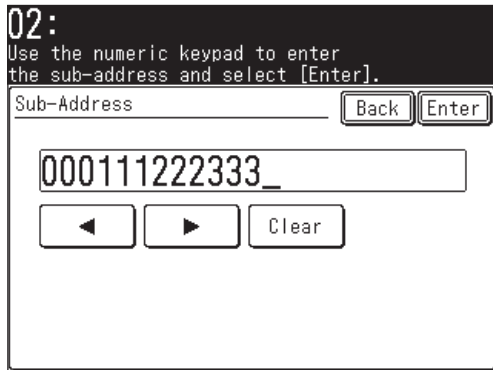 02:
Use the numeric keypad to enter
the sub-address and select [Enter].
Sub-Address
Back Enter
000111222333_
◀ ▶ Clear